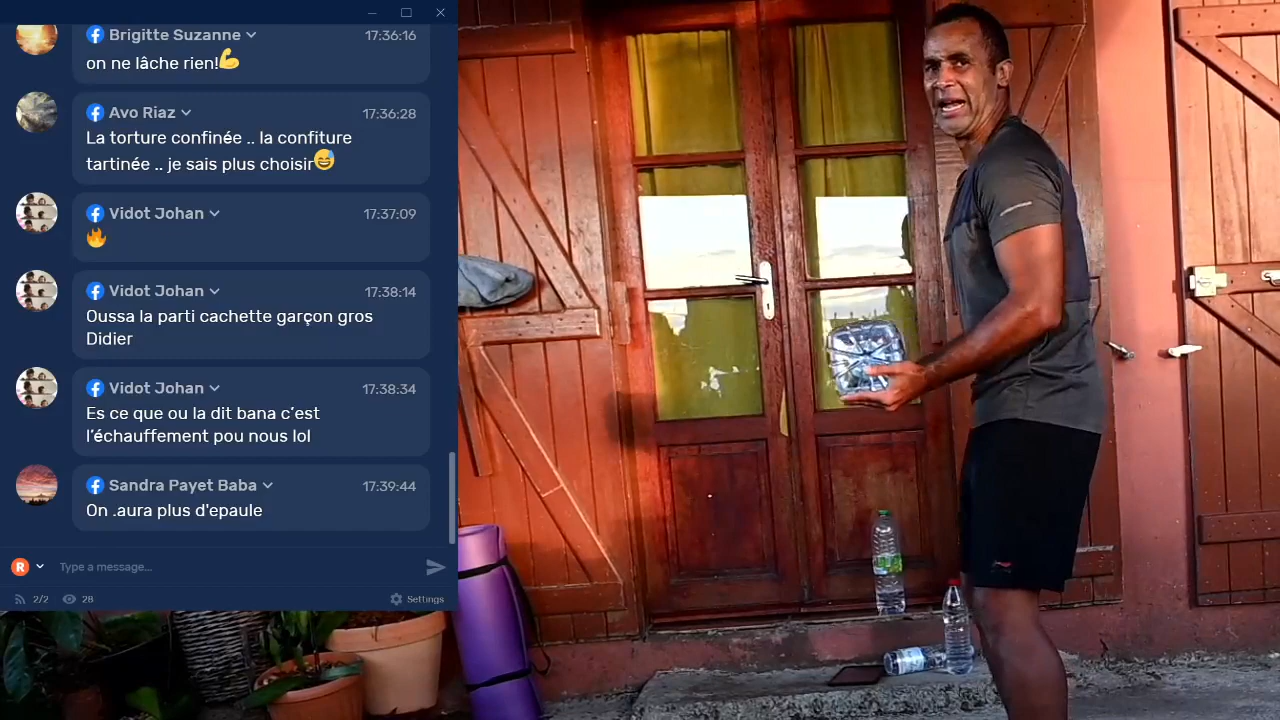 Brigitte Suzanne 17:36:16
on ne lâche rien!💪
Avo Riaz 17:36:28
La torture confinée .. la confiture
tartinée .. je sais plus choisir😅
Vidot Johan 17:37:09
🔥
Vidot Johan 17:38:14
Oussa la parti cachette garçon gros
Didier
Vidot Johan 17:38:34
Es ce que ou la dit bana c’est
l’échauffement pou nous lol
Sandra Payet Baba 17:39:44
On .aura plus d'epaule
R Type a message...
2/2 28 Settings